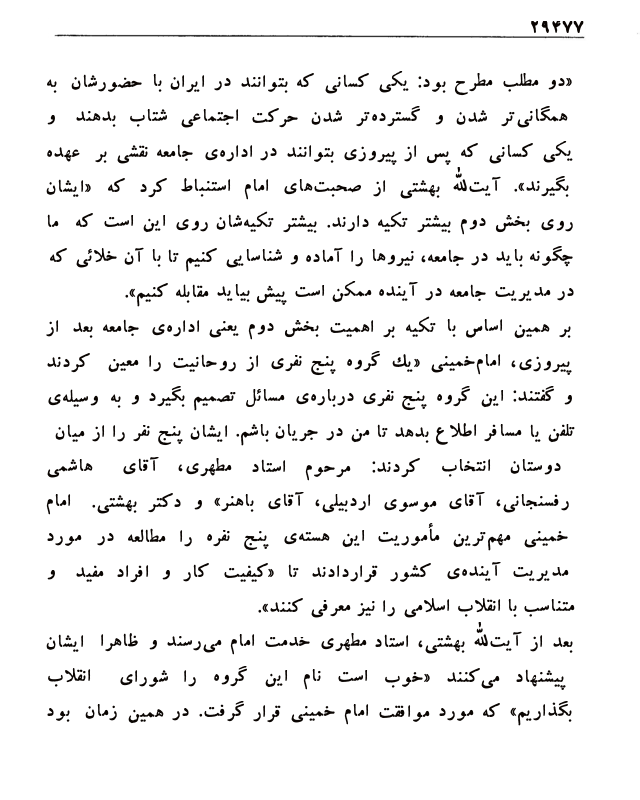 ۲۹۴۷۷
«دو مطلب مطرح بود: یکی کسانی که بتوانند در ایران با حضورشان به
همگانی‌تر شدن و گسترده‌تر شدن حرکت اجتماعی شتاب بدهند و
یکی کسانی که پس از پیروزی بتوانند در اداره‌ی جامعه نقشی بر عهده
بگیرند». آیت‌الله بهشتی از صحبت‌های امام استنباط کرد که «ایشان
روی بخش دوم بیشتر تکیه دارند. بیشتر تکیه‌شان روی این است که ما
چگونه باید در جامعه، نیروها را آماده و شناسایی کنیم تا با آن خلائی که
در مدیریت جامعه در آینده ممکن است پیش بیاید مقابله کنیم».
بر همین اساس با تکیه بر اهمیت بخش دوم یعنی اداره‌ی جامعه بعد از
پیروزی، امام‌خمینی «یك گروه پنج نفری از روحانیت را معین کردند
و گفتند: این گروه پنج نفری درباره‌ی مسائل تصمیم بگیرد و به وسیله‌ی
تلفن یا مسافر اطلاع بدهد تا من در جریان باشم. ایشان پنج نفر را از میان
دوستان انتخاب کردند: مرحوم استاد مطهری، آقای هاشمی
رفسنجانی، آقای موسوی اردبیلی، آقای باهنر» و دکتر بهشتی. امام
خمینی مهم‌ترین مأموریت این هسته‌ی پنج نفره را مطالعه در مورد
مدیریت آینده‌ی کشور قراردادند تا «کیفیت کار و افراد مفید و
متناسب با انقلاب اسلامی را نیز معرفی کنند».
بعد از آیت‌الله بهشتی، استاد مطهری خدمت امام می‌رسند و ظاهرا ایشان
پیشنهاد می‌کنند «خوب است نام این گروه را شورای انقلاب
بگذاریم» که مورد موافقت امام خمینی قرار گرفت. در همین زمان بود